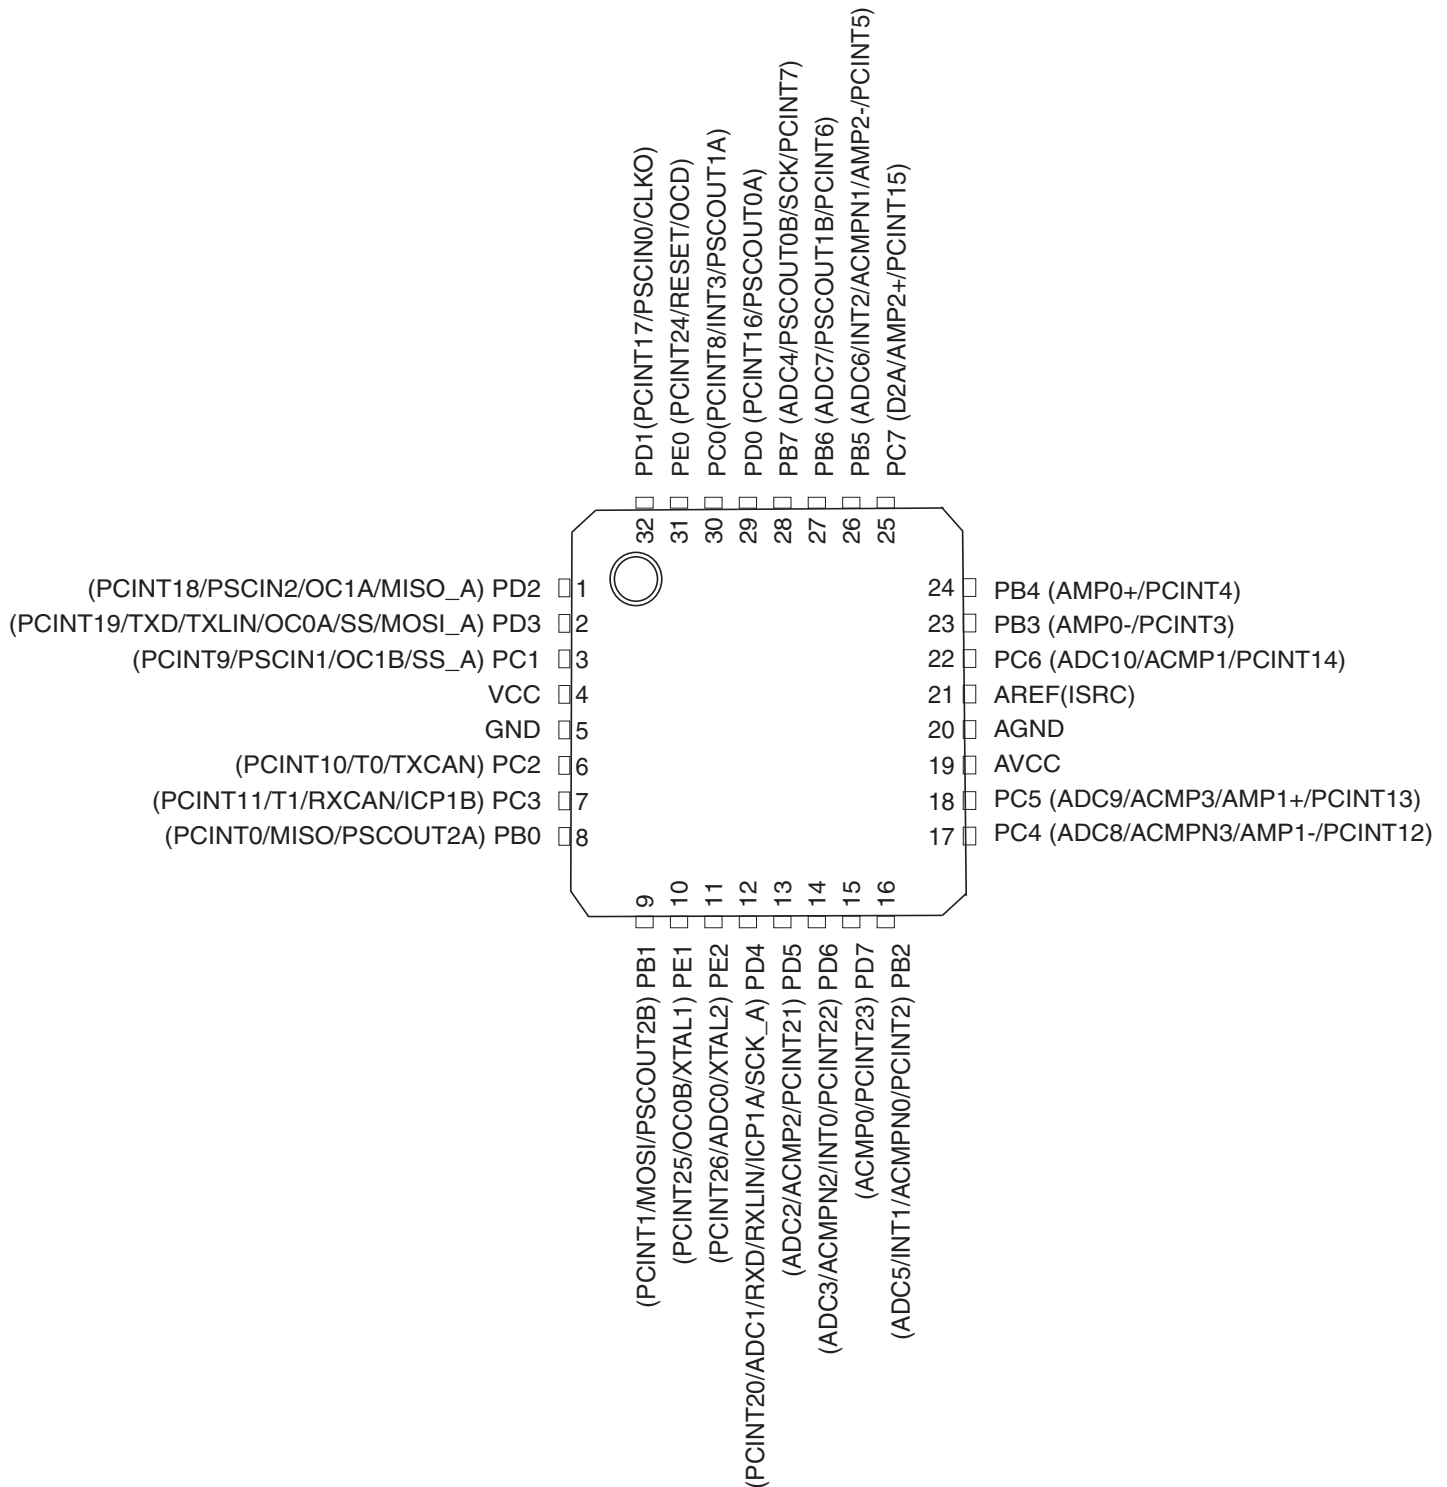 PD1(PCINT17/PSCIN0/CLKO)
PE0 (PCINT24/RESET/OCD)
PC0(PCINT8/INT3/PSCOUT1A)
PD0 (PCINT16/PSCOUT0A)
PB7 (ADC4/PSCOUT0B/SCK/PCINT7)
PB6 (ADC7/PSCOUT1B/PCINT6)
PB5 (ADC6/INT2/ACMPN1/AMP2-/PCINT5)
PC7 (D2A/AMP2+/PCINT15)
32
31
30
29
28
27
26
25
(PCINT18/PSCIN2/OC1A/MISO_A) PD2 1
(PCINT19/TXD/TXLIN/OC0A/SS/MOSI_A) PD3 2
(PCINT9/PSCIN1/OC1B/SS_A) PC1 3
VCC 4
GND 5
(PCINT10/T0/TXCAN) PC2 6
(PCINT11/T1/RXCAN/ICP1B) PC3 7
(PCINT0/MISO/PSCOUT2A) PB0 8
24 PB4 (AMP0+/PCINT4)
23 PB3 (AMP0-/PCINT3)
22 PC6 (ADC10/ACMP1/PCINT14)
21 AREF(ISRC)
20 AGND
19 AVCC
18 PC5 (ADC9/ACMP3/AMP1+/PCINT13)
17 PC4 (ADC8/ACMPN3/AMP1-/PCINT12)
9
10
11
12
13
14
15
16
(PCINT1/MOSI/PSCOUT2B) PB1
(PCINT25/OC0B/XTAL1) PE1
(PCINT26/ADC0/XTAL2) PE2
(PCINT20/ADC1/RXD/RXLIN/ICP1A/SCK_A) PD4
(ADC2/ACMP2/PCINT21) PD5
(ADC3/ACMPN2/INT0/PCINT22) PD6
(ACMP0/PCINT23) PD7
(ADC5/INT1/ACMPN0/PCINT2) PB2